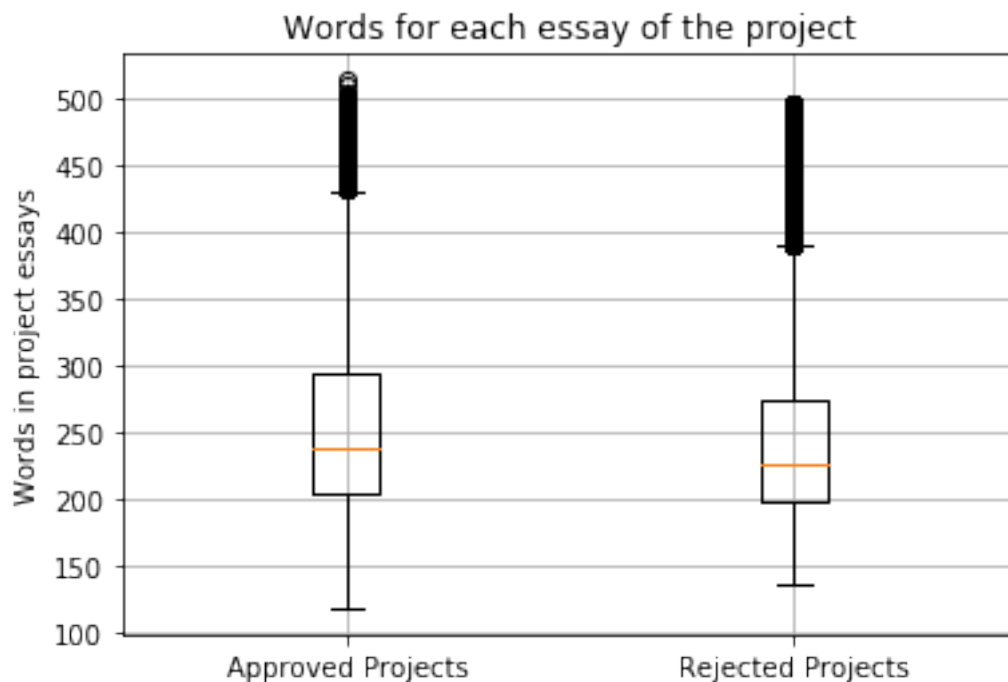 Words for each essay of the project
Words in project essays
500
450
400
350
300
250
200
150
100
Approved Projects
Rejected Projects